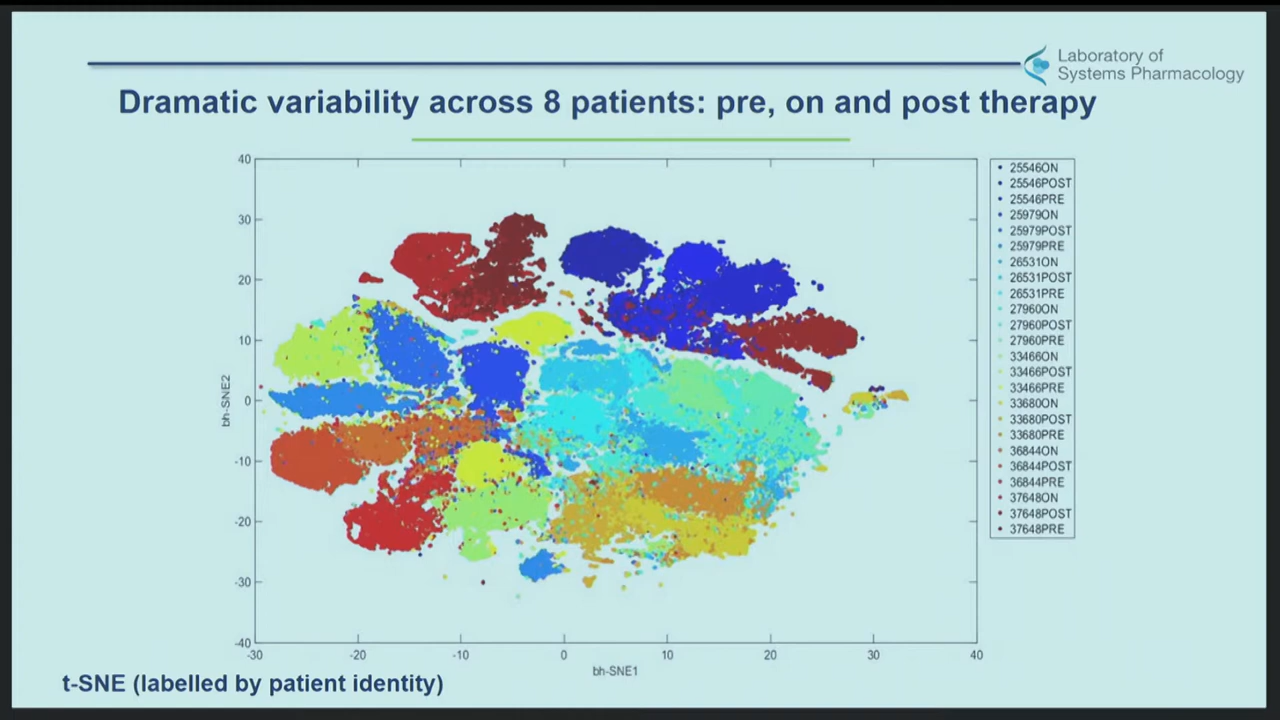 Laboratory of
Systems Pharmacology
Dramatic variability across 8 patients: pre, on and post therapy
40
30
20
10
0
-10
-20
-30
-40
bh-SNE2
-30
-20
-10
0
10
20
30
40
bh-SNE1
25546ON
25546POST
25546PRE
25979ON
25979POST
25979PRE
26531ON
26531POST
26531PRE
27960ON
27960POST
27960PRE
33466ON
33466POST
33466PRE
33680ON
33680POST
33680PRE
36844ON
36844POST
36844PRE
37648ON
37648POST
37648PRE
t-SNE (labelled by patient identity)